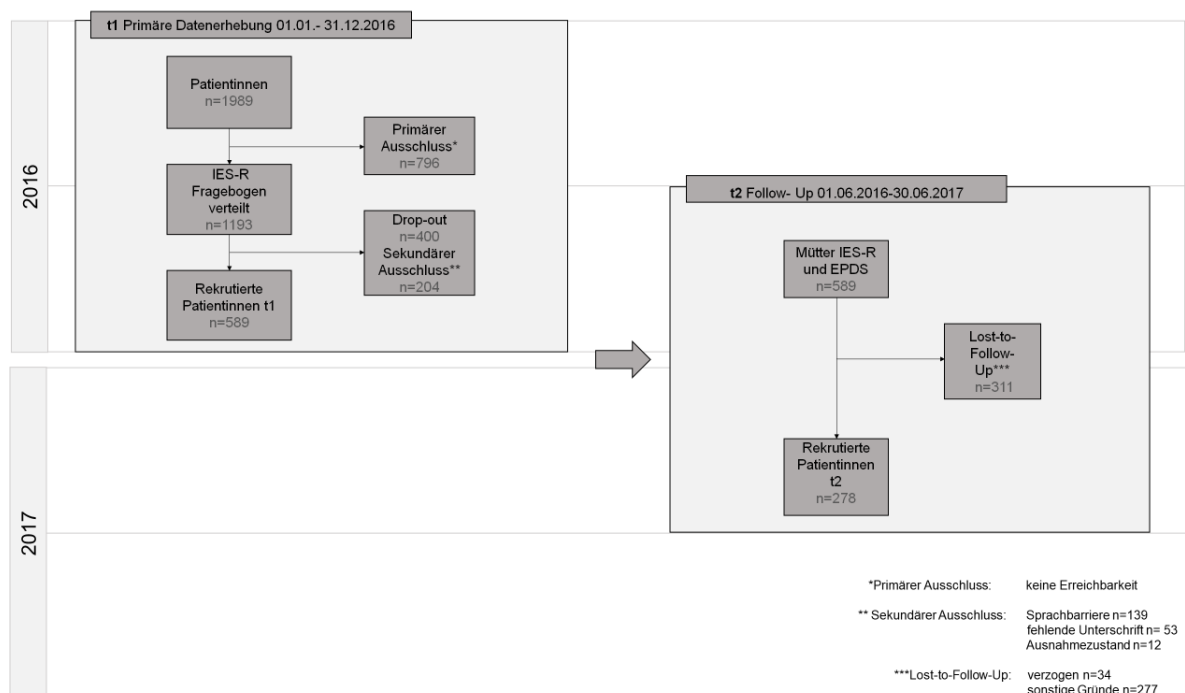 t1 Primäre Datenerhebung 01.01.- 31.12.2016
2016
Patientinnen
n=1989
Primärer
Ausschluss*
n=796
IES-R
Fragebogen
verteilt
n=1193
Drop-out
n=400
Sekundärer
Ausschluss**
n=204
Rekrutierte
Patientinnen t1
n=589
t2 Follow- Up 01.06.2016-30.06.2017
Mütter IES-R
und EPDS
n=589
Lost-to-
Follow-
Up***
n=311
Rekrutierte
Patientinnen
t2
n=278
2017
*Primärer Ausschluss: keine Erreichbarkeit
** Sekundärer Ausschluss: Sprachbarriere n=139
fehlende Unterschrift n= 53
Ausnahmezustand n=12
***Lost-to-Follow-Up: verzogen n=34
sonstige Gründe n=277